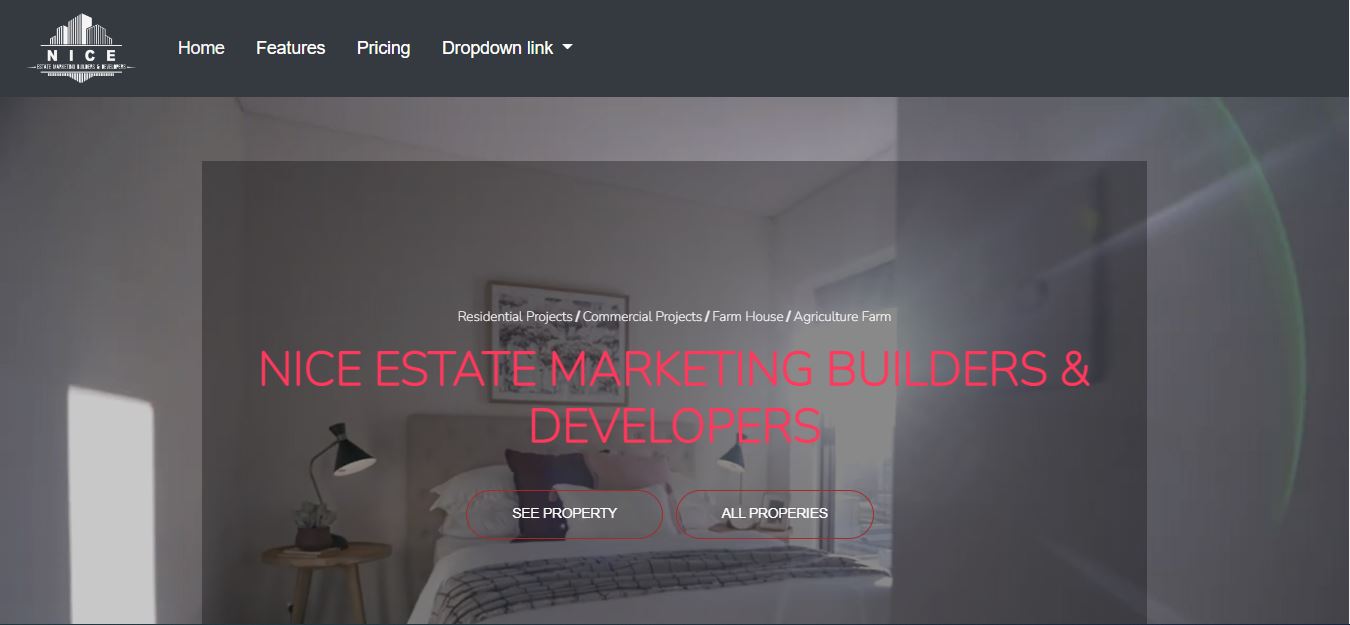 NICE
ESTATE MARKETING BUILDERS & DEVELOPERS
Home Features Pricing Dropdown link
Residential Projects / Commercial Projects / Farm House / Agriculture Farm
NICE ESTATE MARKETING BUILDERS &
DEVELOPERS
SEE PROPERTY ALL PROPERIES